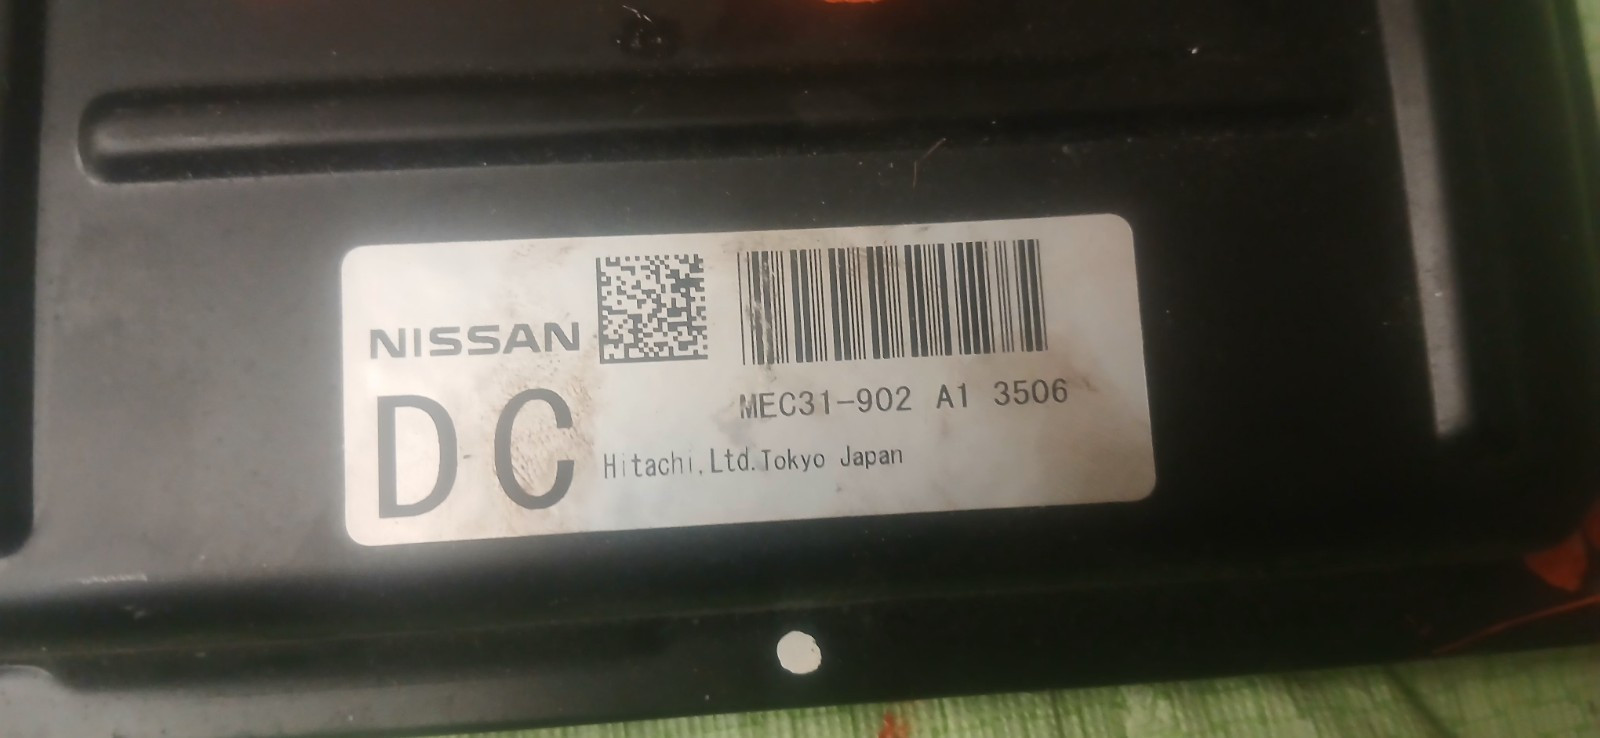 NISSAN
DC
MEC31-902 A1 3506
Hitachi,Ltd.Tokyo Japan